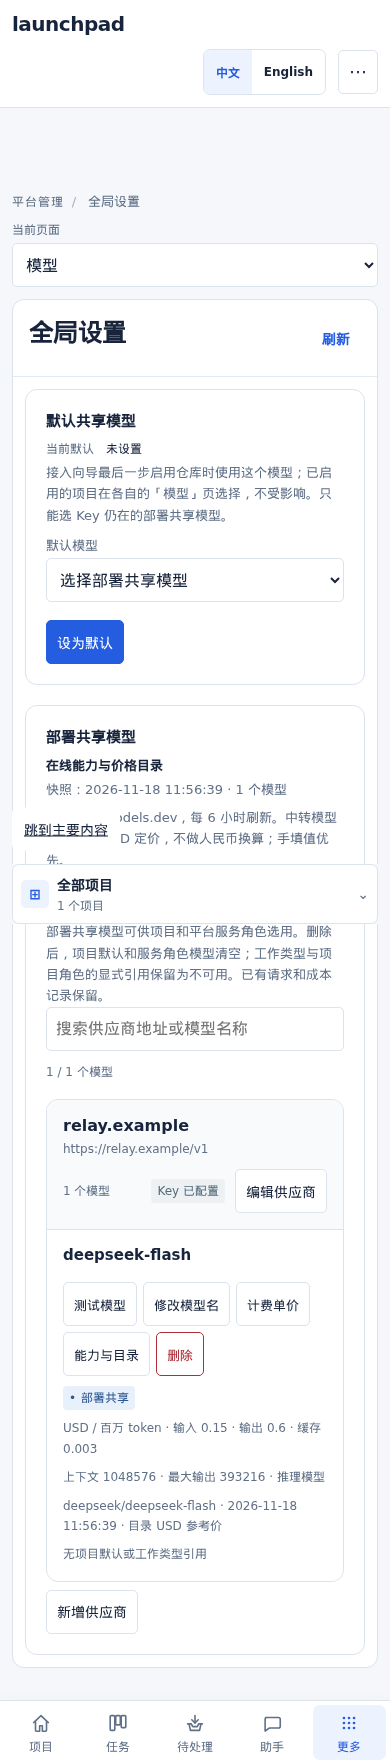 launchpad
中文 English ···
平台管理 / 全局设置
当前页面
模型
全局设置
刷新
默认共享模型
当前默认 未设置
接入向导最后一步启用仓库时使用这个模型；已启
用的项目在各自的「模型」页选择，不受影响。只
能选 Key 仍在的部署共享模型。
默认模型
选择部署共享模型
设为默认
部署共享模型
在线能力与价格目录
快照：2026-11-18 11:56:39 · 1 个模型
odels.dev，每 6 小时刷新。中转模型
跳到主要内容
D 定价，不做人民币换算；手填值优
先。
全部项目
1 个项目
部署共享模型可供项目和平台服务角色选用。删除
后，项目默认和服务角色模型清空；工作类型与项
目角色的显式引用保留为不可用。已有请求和成本
记录保留。
搜索供应商地址或模型名称
1 / 1 个模型
relay.example
https://relay.example/v1
1 个模型 Key 已配置 编辑供应商
deepseek-flash
测试模型 修改模型名 计费单价
能力与目录 删除
• 部署共享
USD / 百万 token · 输入 0.15 · 输出 0.6 · 缓存
0.003
上下文 1048576 · 最大输出 393216 · 推理模型
deepseek/deepseek-flash · 2026-11-18
11:56:39 · 目录 USD 参考价
无项目默认或工作类型引用
新增供应商
项目 任务 待处理 助手 更多